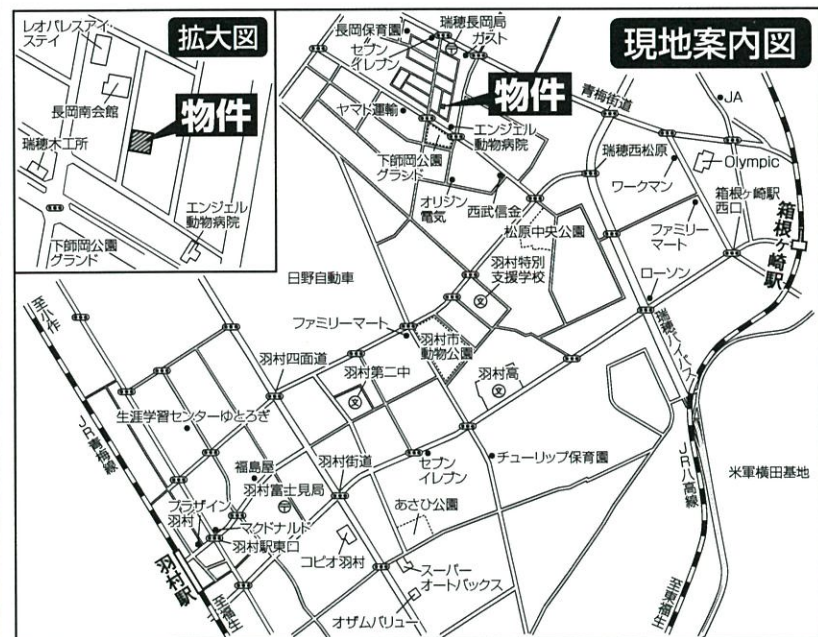 現地案内図
拡大図
レオパレスアイ
ステイ
長岡南会館
物件
瑞穂木工所
エンジェル
動物病院
下師岡公園
グランド
長岡保育園
瑞穂長岡局
ガスト
セブン
イレブン
青梅街道
JA
ヤマト運輸
物件
エンジェル
動物病院
下師岡公園
グランド
瑞穂西松原
Olympic
ワークマン
箱根ヶ崎駅
西口
箱根ヶ崎駅
オリジン
電気
西武信金
松原中央公園
ファミリー
マート
日野自動車
羽村特別
支援学校
文
ローソン
瑞穂バイパス
至小作
ファミリーマート
羽村市
動物公園
羽村四面道
羽村第二中
文
羽村高
文
生涯学習センターゆとろぎ
JR青梅線
セブン
イレブン
チューリップ保育園
JR八高線
米軍横田基地
福島屋
羽村街道
羽村富士見局
プラザイン
羽村
マクドナルド
羽村駅東口
あさひ公園
コピオ羽村
スーパー
オートバックス
羽村駅
至福生
オザムバリュー
至東福生